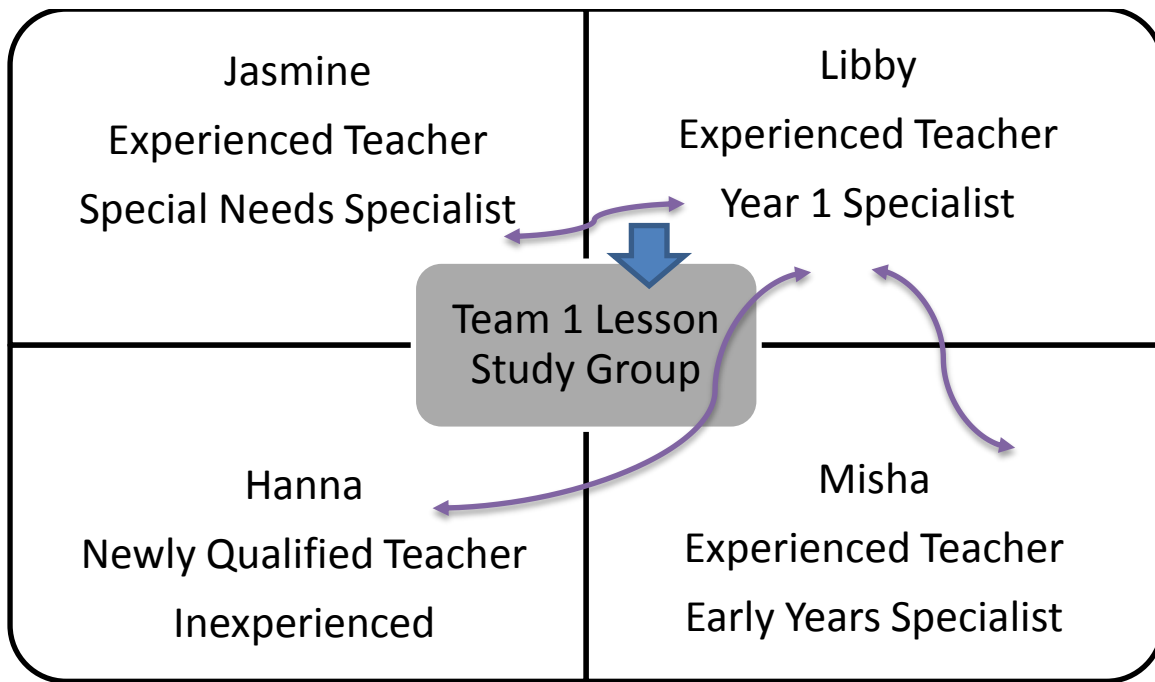 Jasmine
Experienced Teacher
Special Needs Specialist
Libby
Experienced Teacher
Year 1 Specialist
Team 1 Lesson
Study Group
Hanna
Newly Qualified Teacher
Inexperienced
Misha
Experienced Teacher
Early Years Specialist